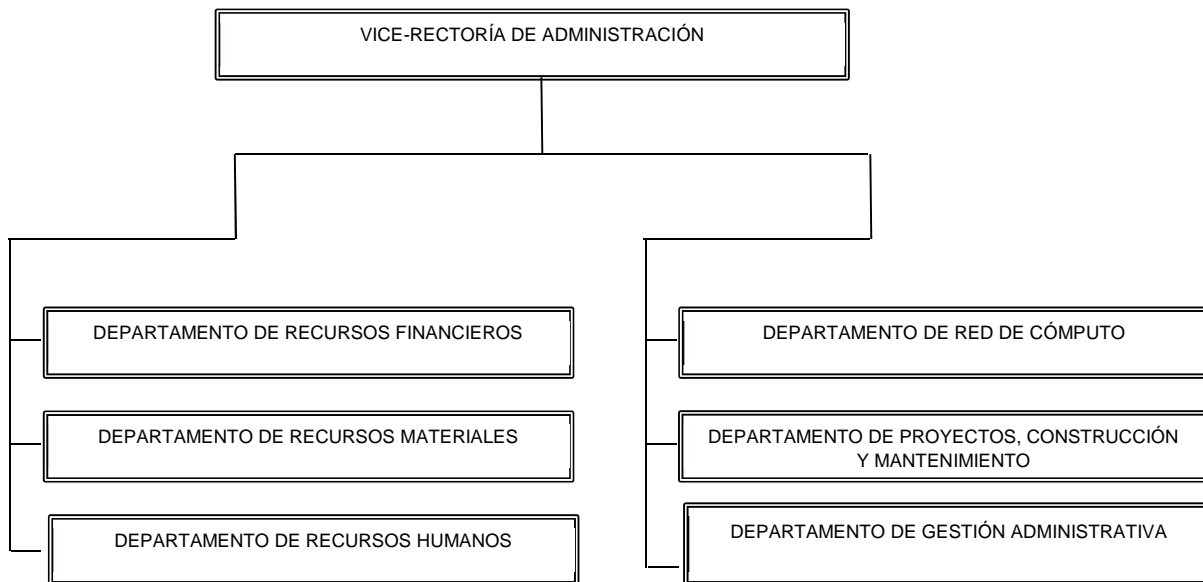 VICE-RECTORÍA DE ADMINISTRACIÓN
DEPARTAMENTO DE RECURSOS FINANCIEROS
DEPARTAMENTO DE RECURSOS MATERIALES
DEPARTAMENTO DE RECURSOS HUMANOS
DEPARTAMENTO DE RED DE CÓMPUTO
DEPARTAMENTO DE PROYECTOS, CONSTRUCCIÓN
Y MANTENIMIENTO
DEPARTAMENTO DE GESTIÓN ADMINISTRATIVA